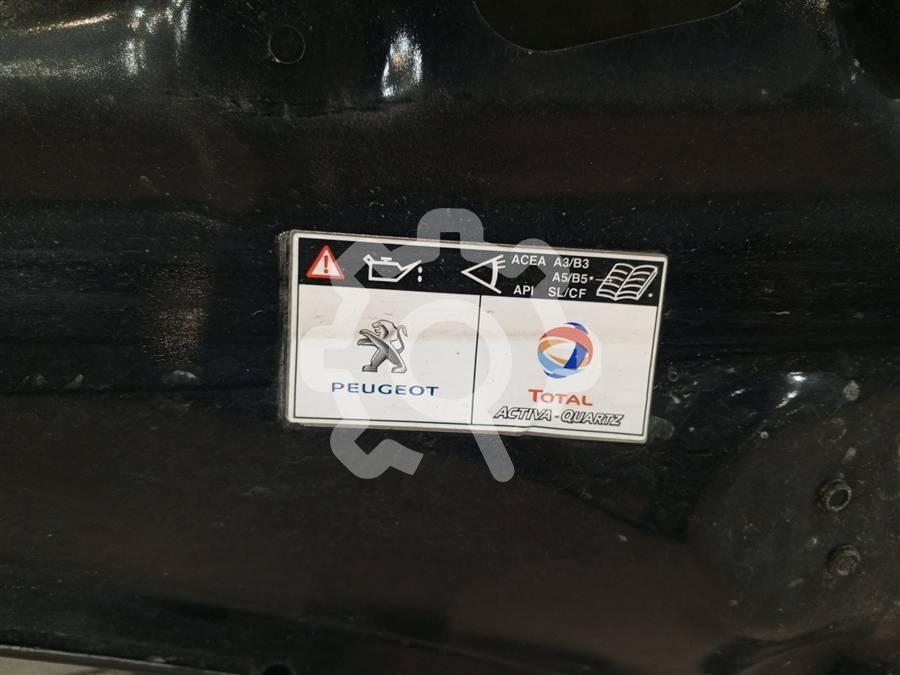 ACEA A3/B3
A5/B5*
API SL/CF
PEUGEOT
TOTAL
ACTIVA - QUARTZ